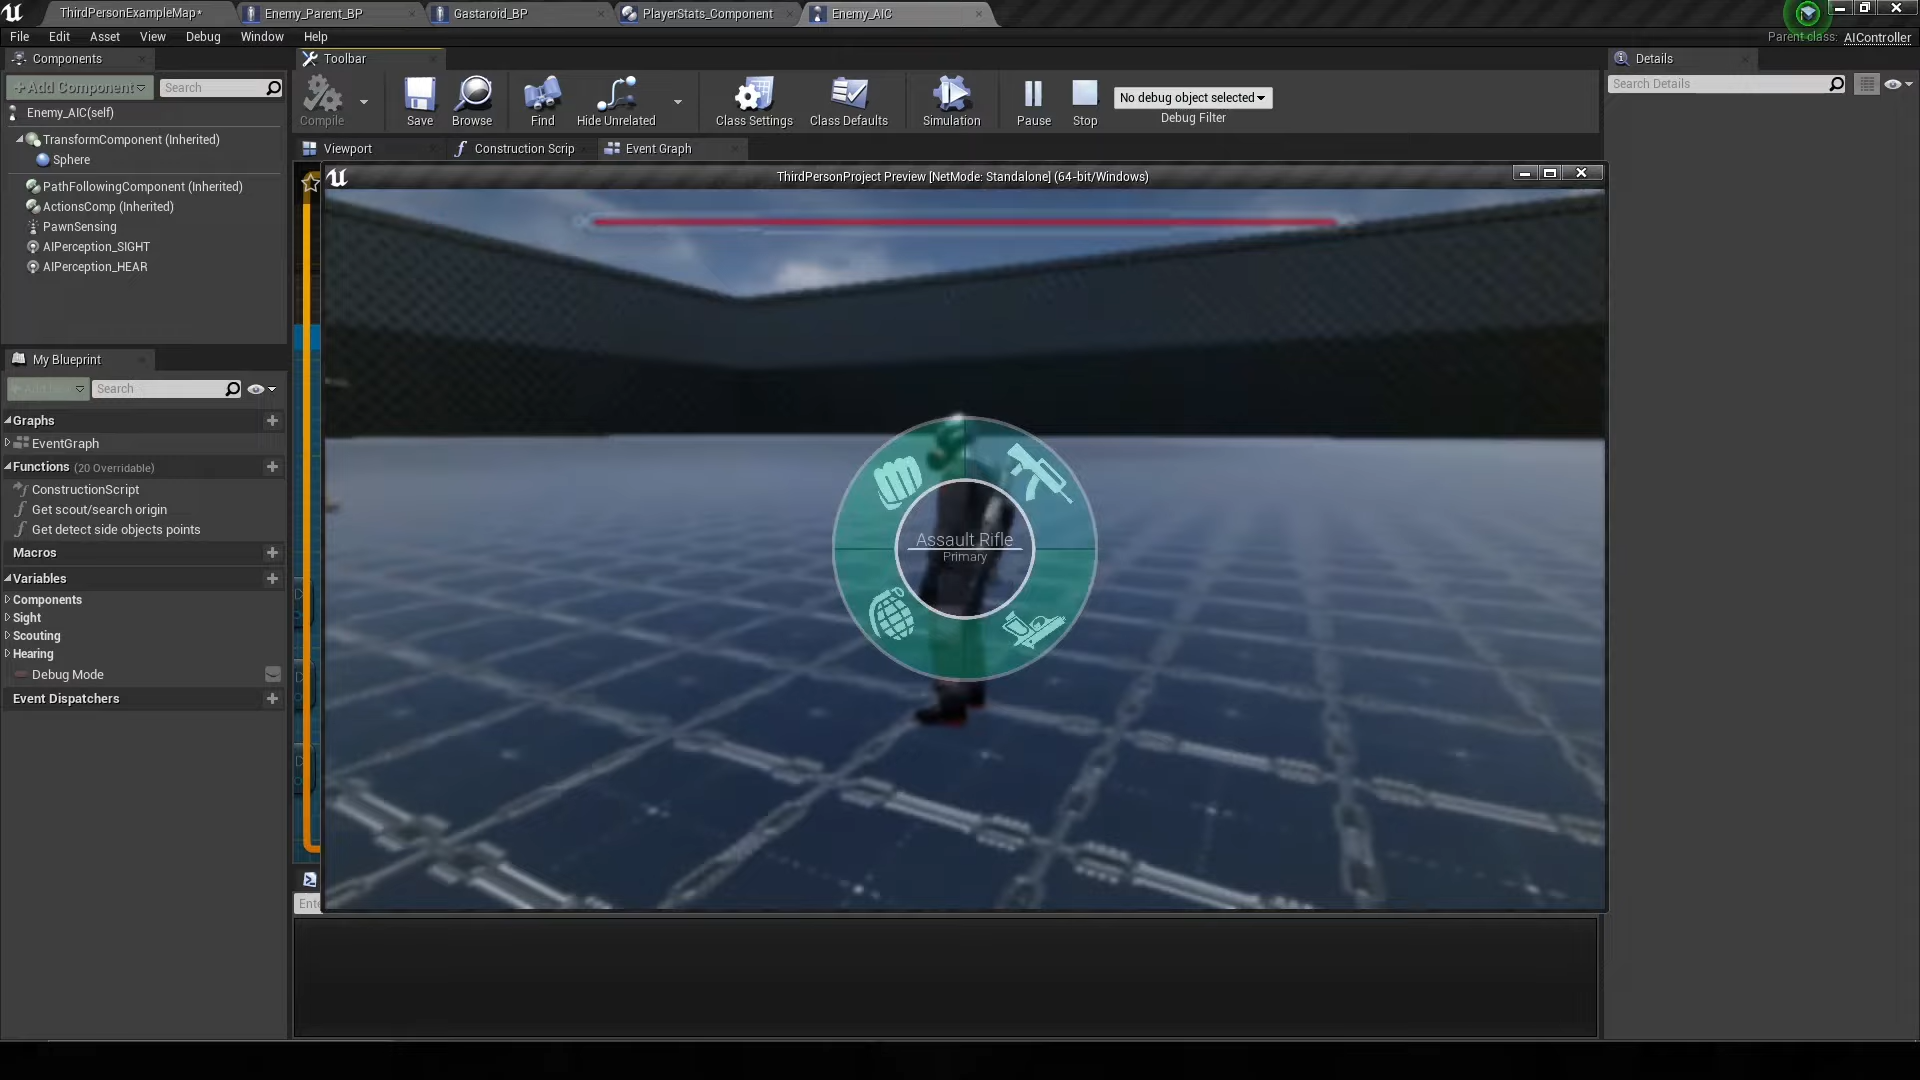 ThirdPersonExampleMap*
Enemy_Parent_BP
Gastaroid_BP
PlayerStats_Component
Enemy_AIC
File Edit Asset View Debug Window Help
Parent class: AIController
Components
Toolbar
Details
+Add Component
Search
Search Details
Compile
Save
Browse
Find
Hide Unrelated
Class Settings
Class Defaults
Simulation
Pause
Stop
No debug object selected
Debug Filter
Enemy_AIC(self)
TransformComponent (Inherited)
Sphere
PathFollowingComponent (Inherited)
ActionsComp (Inherited)
PawnSensing
AIPerception_SIGHT
AIPerception_HEAR
Viewport
Construction Scrip
Event Graph
ThirdPersonProject Preview [NetMode: Standalone] (64-bit/Windows)
Assault Rifle
Primary
My Blueprint
Search
Graphs
EventGraph
Functions (20 Overridable)
ConstructionScript
Get scout/search origin
Get detect side objects points
Macros
Variables
Components
Sight
Scouting
Hearing
Debug Mode
Event Dispatchers
Ente